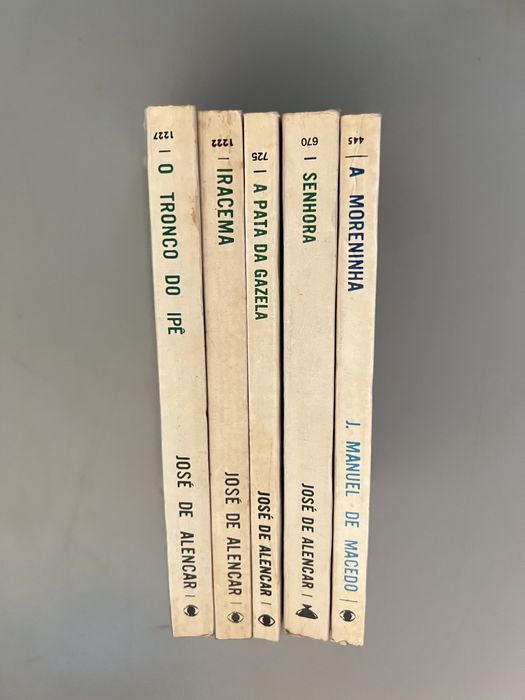 1227 | O TRONCO DO IPÊ JOSÉ DE ALENCAR |
1222 | IRACEMA JOSÉ DE ALENCAR |
725 | A PATA DA GAZELA JOSÉ DE ALENCAR |
670 | SENHORA JOSÉ DE ALENCAR |
445 | A MORENINHA J. MANUEL DE MACEDO |